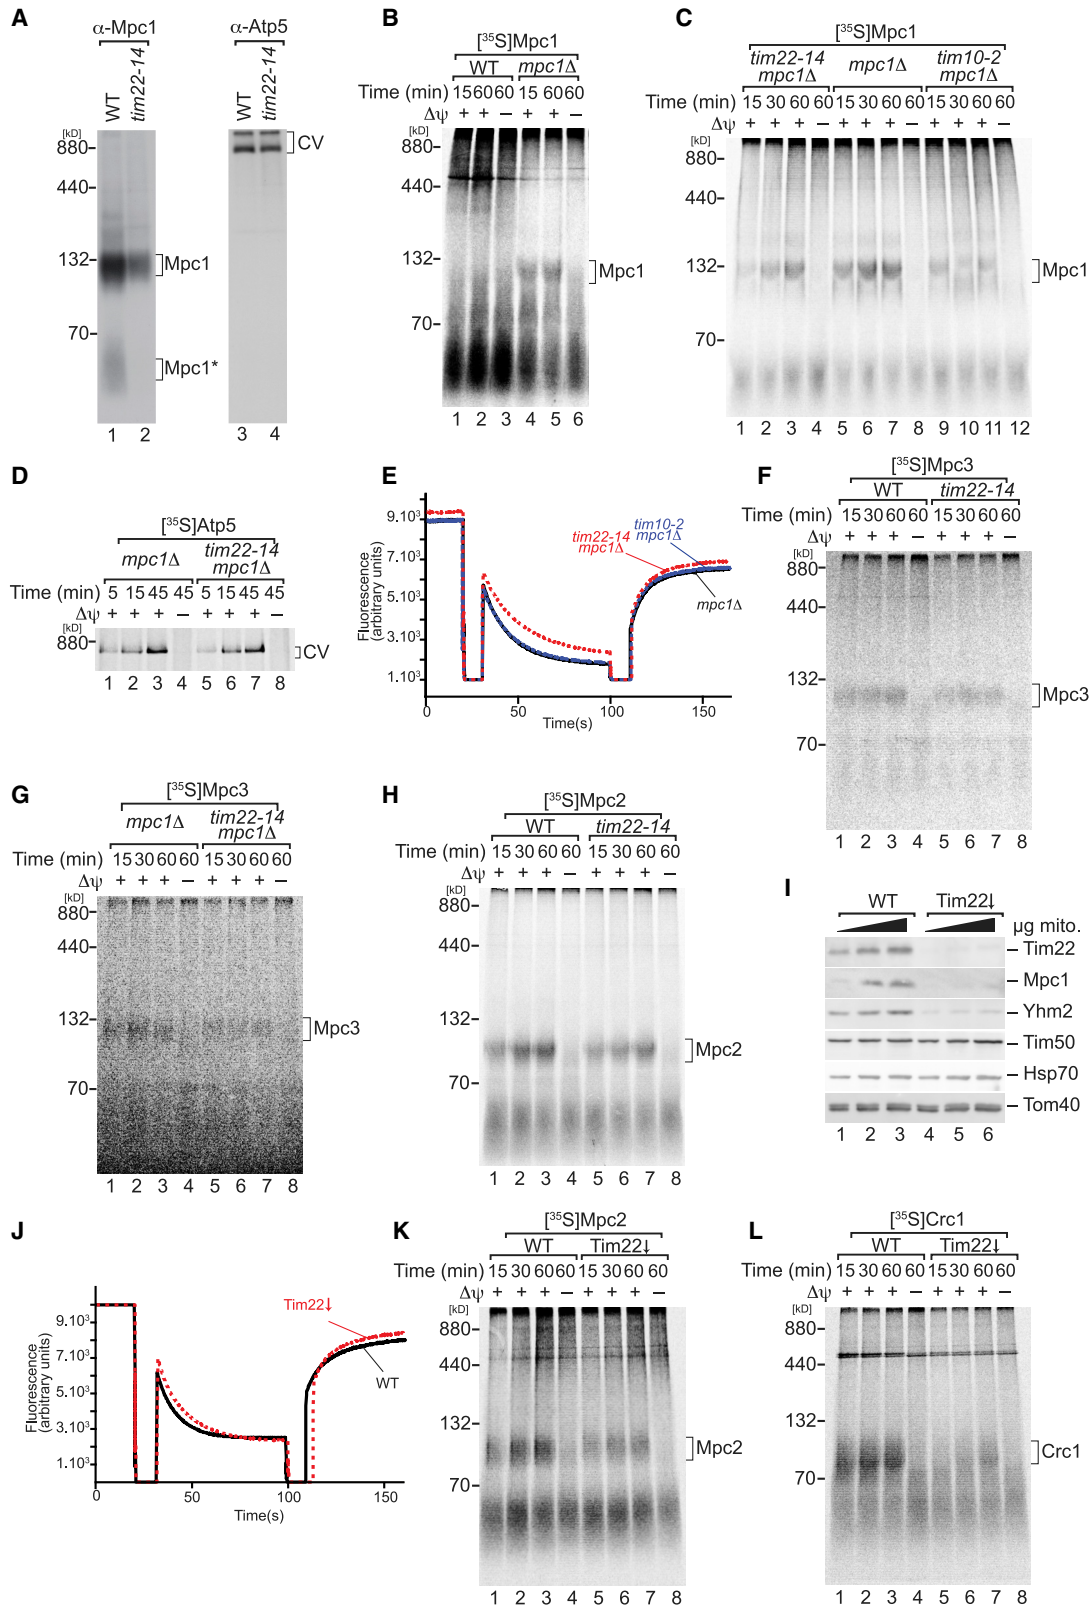 A
α-Mpc1
α-Atp5
WT
tim22-14
WT
tim22-14
[kD]
880
440
132
70
CV
Mpc1
Mpc1*
1 2 3 4
B
[35S]Mpc1
WT mpc1Δ
Time (min) 15 60 60 15 60 60
Δψ + + – + + –
[kD]
880
440
132
70
Mpc1
1 2 3 4 5 6
C
[35S]Mpc1
tim22-14 mpc1Δ
mpc1Δ
tim10-2 mpc1Δ
Time (min) 15 30 60 60 15 30 60 60 15 30 60 60
Δψ + + + – + + + – + + + –
[kD]
880
440
132
70
Mpc1
1 2 3 4 5 6 7 8 9 10 11 12
D
[35S]Atp5
mpc1Δ
tim22-14 mpc1Δ
Time (min) 5 15 45 45 5 15 45 45
Δψ + + + – + + + –
[kD]
880
CV
1 2 3 4 5 6 7 8
E
Fluorescence (arbitrary units)
9.10³
7.10³
5.10³
3.10³
1.10³
tim22-14 mpc1Δ
tim10-2 mpc1Δ
mpc1Δ
0 50 100 150
Time(s)
F
[35S]Mpc3
WT tim22-14
Time (min) 15 30 60 60 15 30 60 60
Δψ + + + – + + + –
[kD]
880
440
132
70
Mpc3
1 2 3 4 5 6 7 8
G
[35S]Mpc3
mpc1Δ
tim22-14 mpc1Δ
Time (min) 15 30 60 60 15 30 60 60
Δψ + + + – + + + –
[kD]
880
440
132
70
Mpc3
1 2 3 4 5 6 7 8
H
[35S]Mpc2
WT tim22-14
Time (min) 15 30 60 60 15 30 60 60
Δψ + + + – + + + –
[kD]
880
440
132
70
Mpc2
1 2 3 4 5 6 7 8
I
WT Tim22↓
µg mito.
Tim22
Mpc1
Yhm2
Tim50
Hsp70
Tom40
1 2 3 4 5 6
J
Fluorescence (arbitrary units)
9.10³
7.10³
5.10³
3.10³
1.10³
Tim22↓
WT
0 50 100 150
Time(s)
K
[35S]Mpc2
WT Tim22↓
Time (min) 15 30 60 60 15 30 60 60
Δψ + + + – + + + –
[kD]
880
440
132
70
Mpc2
1 2 3 4 5 6 7 8
L
[35S]Crc1
WT Tim22↓
Time (min) 15 30 60 60 15 30 60 60
Δψ + + + – + + + –
[kD]
880
440
132
70
Crc1
1 2 3 4 5 6 7 8